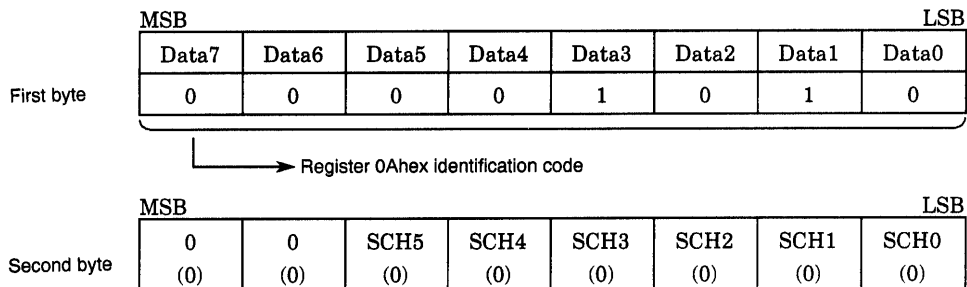 MSB LSB
Data7 Data6 Data5 Data4 Data3 Data2 Data1 Data0
First byte 0 0 0 0 1 0 1 0
Register 0Ahex identification code
MSB LSB
0 0 SCH5 SCH4 SCH3 SCH2 SCH1 SCH0
Second byte (0) (0) (0) (0) (0) (0) (0) (0)